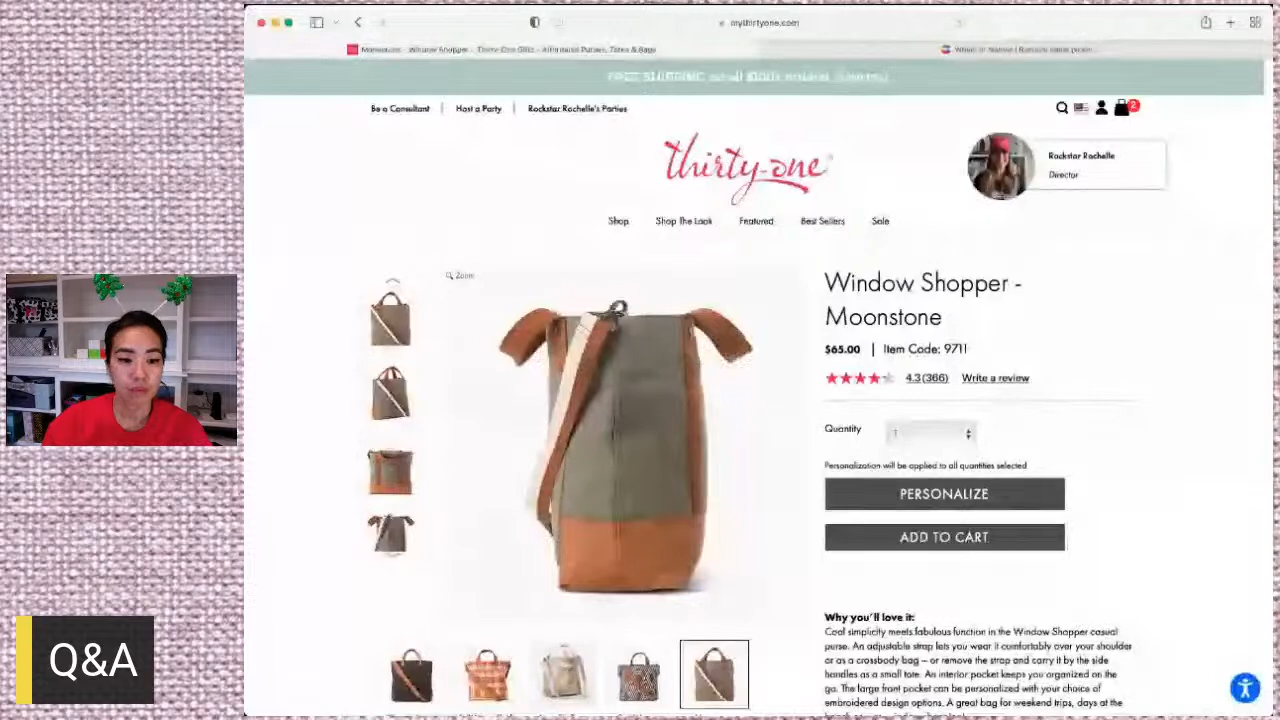 mythirtyone.com
Be a Consultant
Host a Party
Rockstar Rochelle's Parties
2
thirty-one
Rockstar Rochelle
Director
Shop
Shop The Look
Featured
Best Sellers
Sale
Zoom
Window Shopper -
Moonstone
$65.00 | Item Code: 9711
4.3 (366) Write a review
Quantity
1
Personalization will be applied to all quantities selected
PERSONALIZE
ADD TO CART
Why you'll love it:
Cool simplicity meets fabulous function in the Window Shopper casual
purse. An adjustable strap lets you wear it comfortably over your shoulder
or as a crossbody bag – or remove the strap and carry it by the side
handles as a small tote. An interior pocket keeps you organized on the
go. The large front pocket can be personalized with your choice of
embroidered design options. A great bag for weekend trips, days at the
Q&A